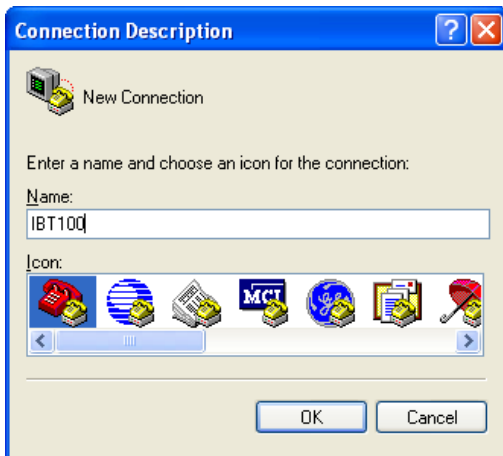 Connection Description
New Connection
Enter a name and choose an icon for the connection:
Name:
IBT100
Icon:
MCI
OK
Cancel